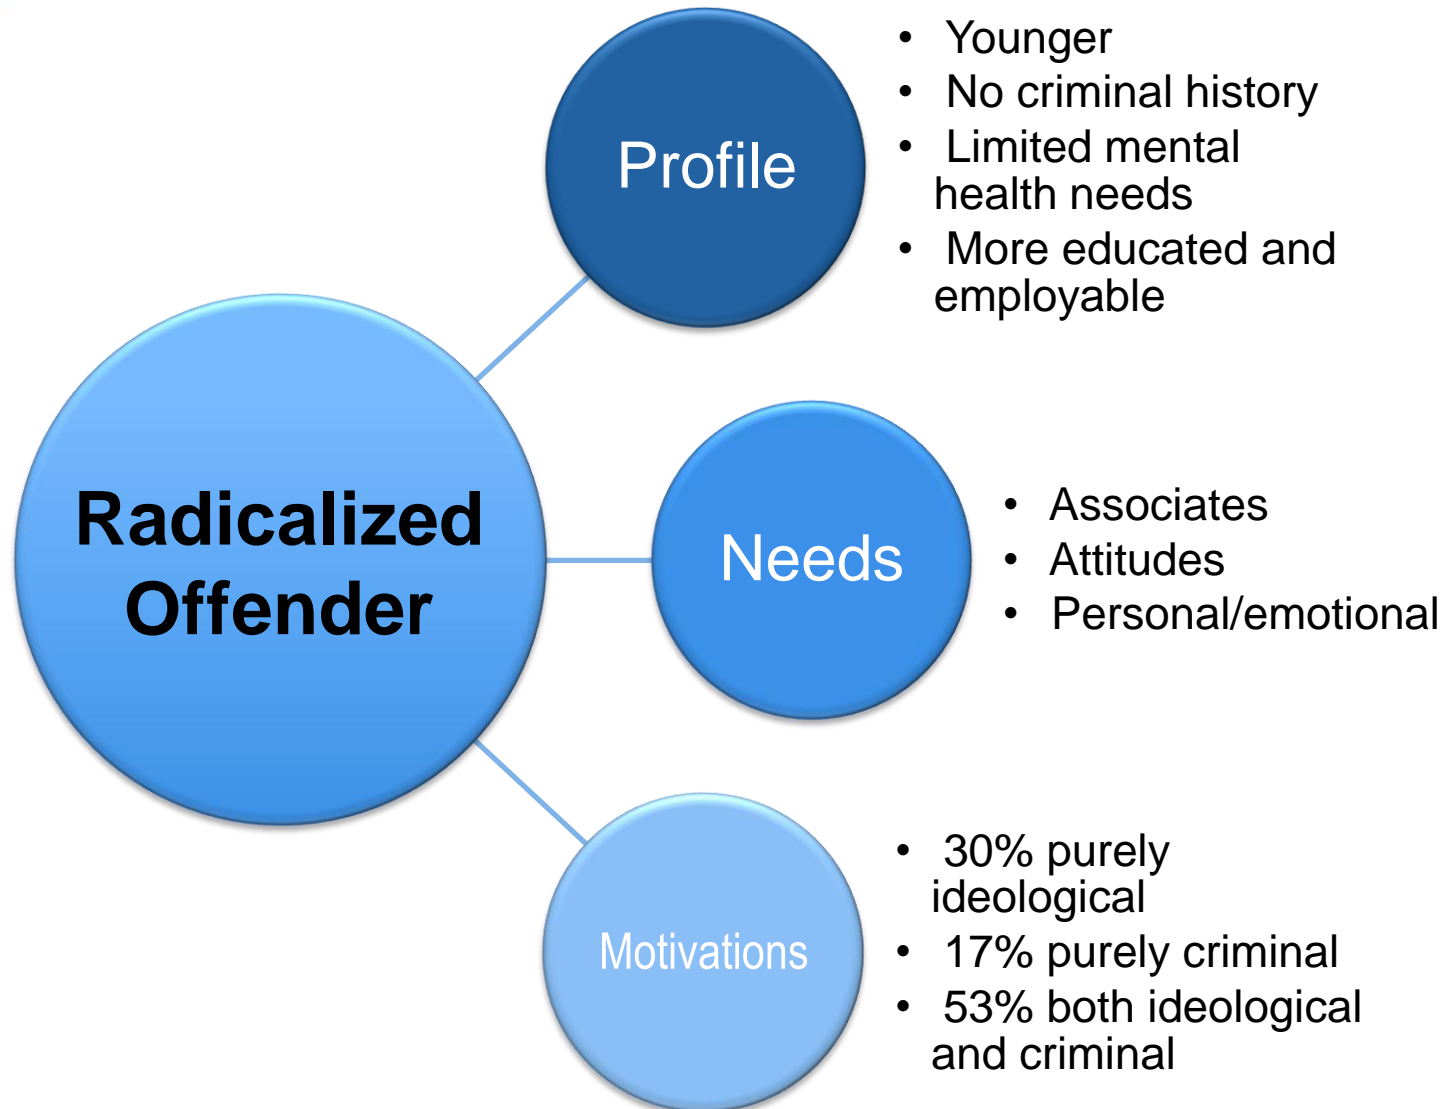 Radicalized
Offender
Profile
• Younger
• No criminal history
• Limited mental
health needs
• More educated and
employable
Needs
• Associates
• Attitudes
• Personal/emotional
Motivations
• 30% purely
ideological
• 17% purely criminal
• 53% both ideological
and criminal